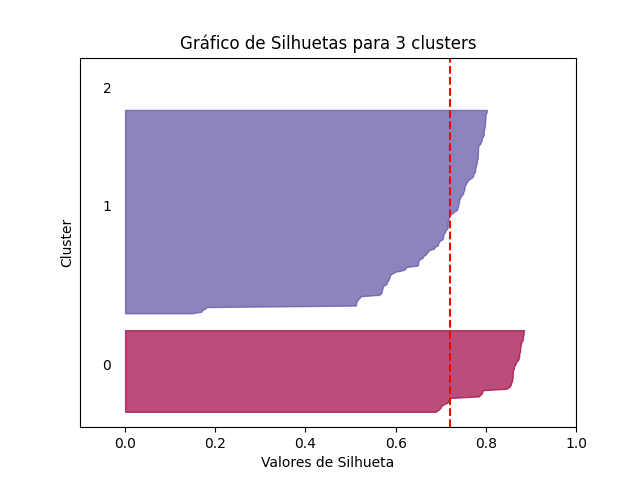 Gráfico de Silhuetas para 3 clusters
2
1
0
Cluster
0.0 0.2 0.4 0.6 0.8 1.0
Valores de Silhueta